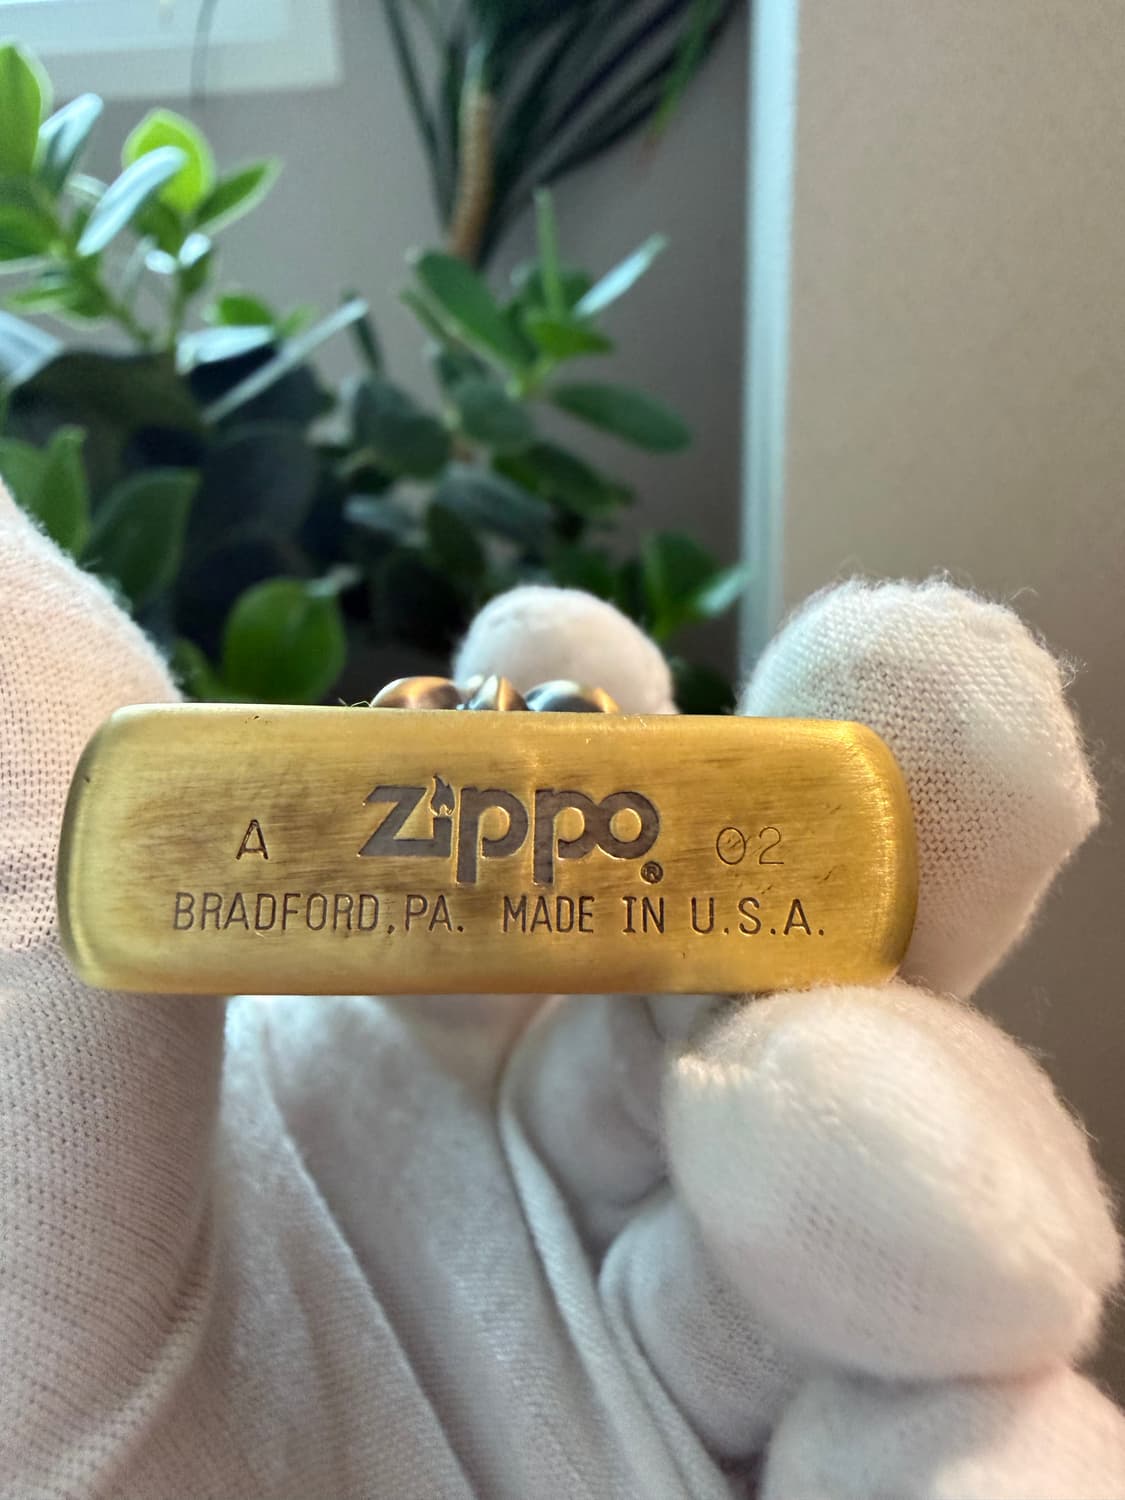 A zippo® 02
BRADFORD, PA. MADE IN U.S.A.